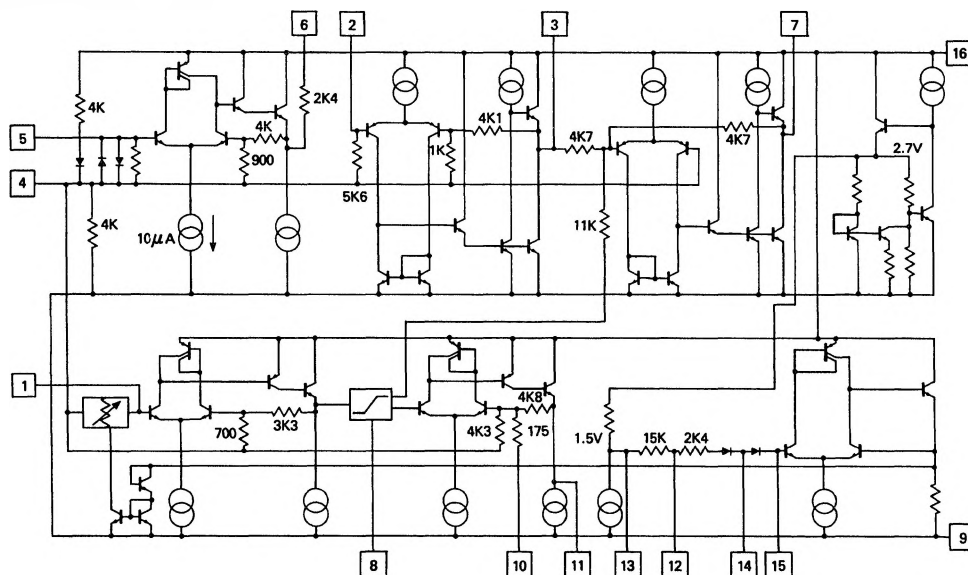 6 2 3 7 16
4K 2K4
5 4K 4K1 4K7 4K7 2.7V
900 1K
4 5K6
4K 10μA 11K
1 4K8
700 3K3 4K3 175 1.5V 15K 2K4
9
8 10 11 13 12 14 15